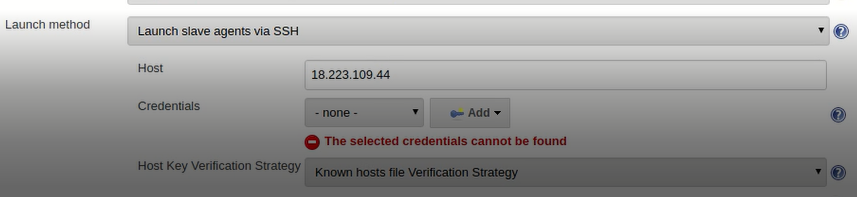 Launch method
Launch slave agents via SSH
Host
18.223.109.44
Credentials
- none -
Add
The selected credentials cannot be found
Host Key Verification Strategy
Known hosts file Verification Strategy